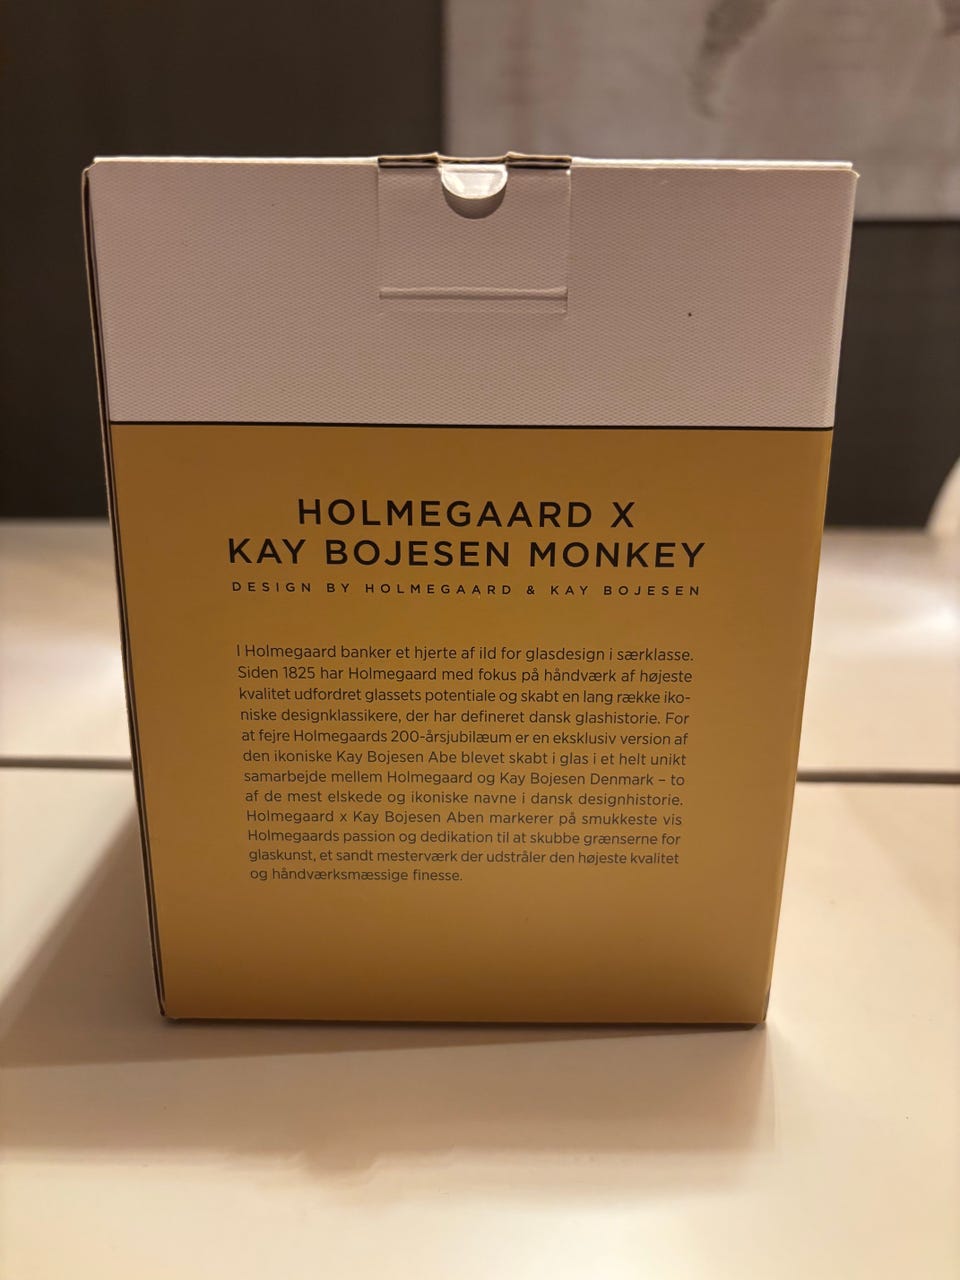 HOLMEGAARD X
KAY BOJESEN MONKEY
DESIGN BY HOLMEGAARD & KAY BOJESEN
I Holmegaard banker et hjerte af ild for glasdesign i særklasse.
Siden 1825 har Holmegaard med fokus på håndværk af højeste
kvalitet udfordret glassets potentiale og skabt en lang række iko-
niske designklassikere, der har defineret dansk glashistorie. For
at fejre Holmegaards 200-årsjubilæum er en eksklusiv version af
den ikoniske Kay Bojesen Abe blevet skabt i glas i et helt unikt
samarbejde mellem Holmegaard og Kay Bojesen Denmark – to
af de mest elskede og ikoniske navne i dansk designhistorie.
Holmegaard x Kay Bojesen Aben markerer på smukkeste vis
Holmegaards passion og dedikation til at skubbe grænserne for
glaskunst, et sandt mesterværk der udstråler den højeste kvalitet
og håndværksmæssige finesse.